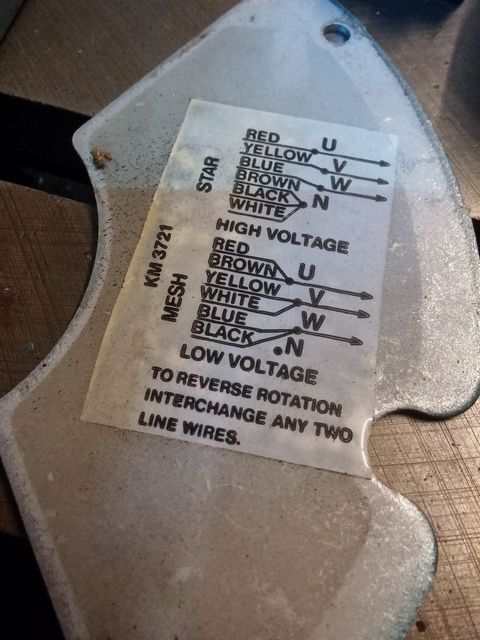 KM 3721
STAR
RED
YELLOW
BLUE
BROWN
BLACK
WHITE
U
V
W
N
HIGH VOLTAGE
MESH
RED
BROWN
YELLOW
WHITE
BLUE
BLACK
U
V
W
.N
LOW VOLTAGE
TO REVERSE ROTATION
INTERCHANGE ANY TWO
LINE WIRES.